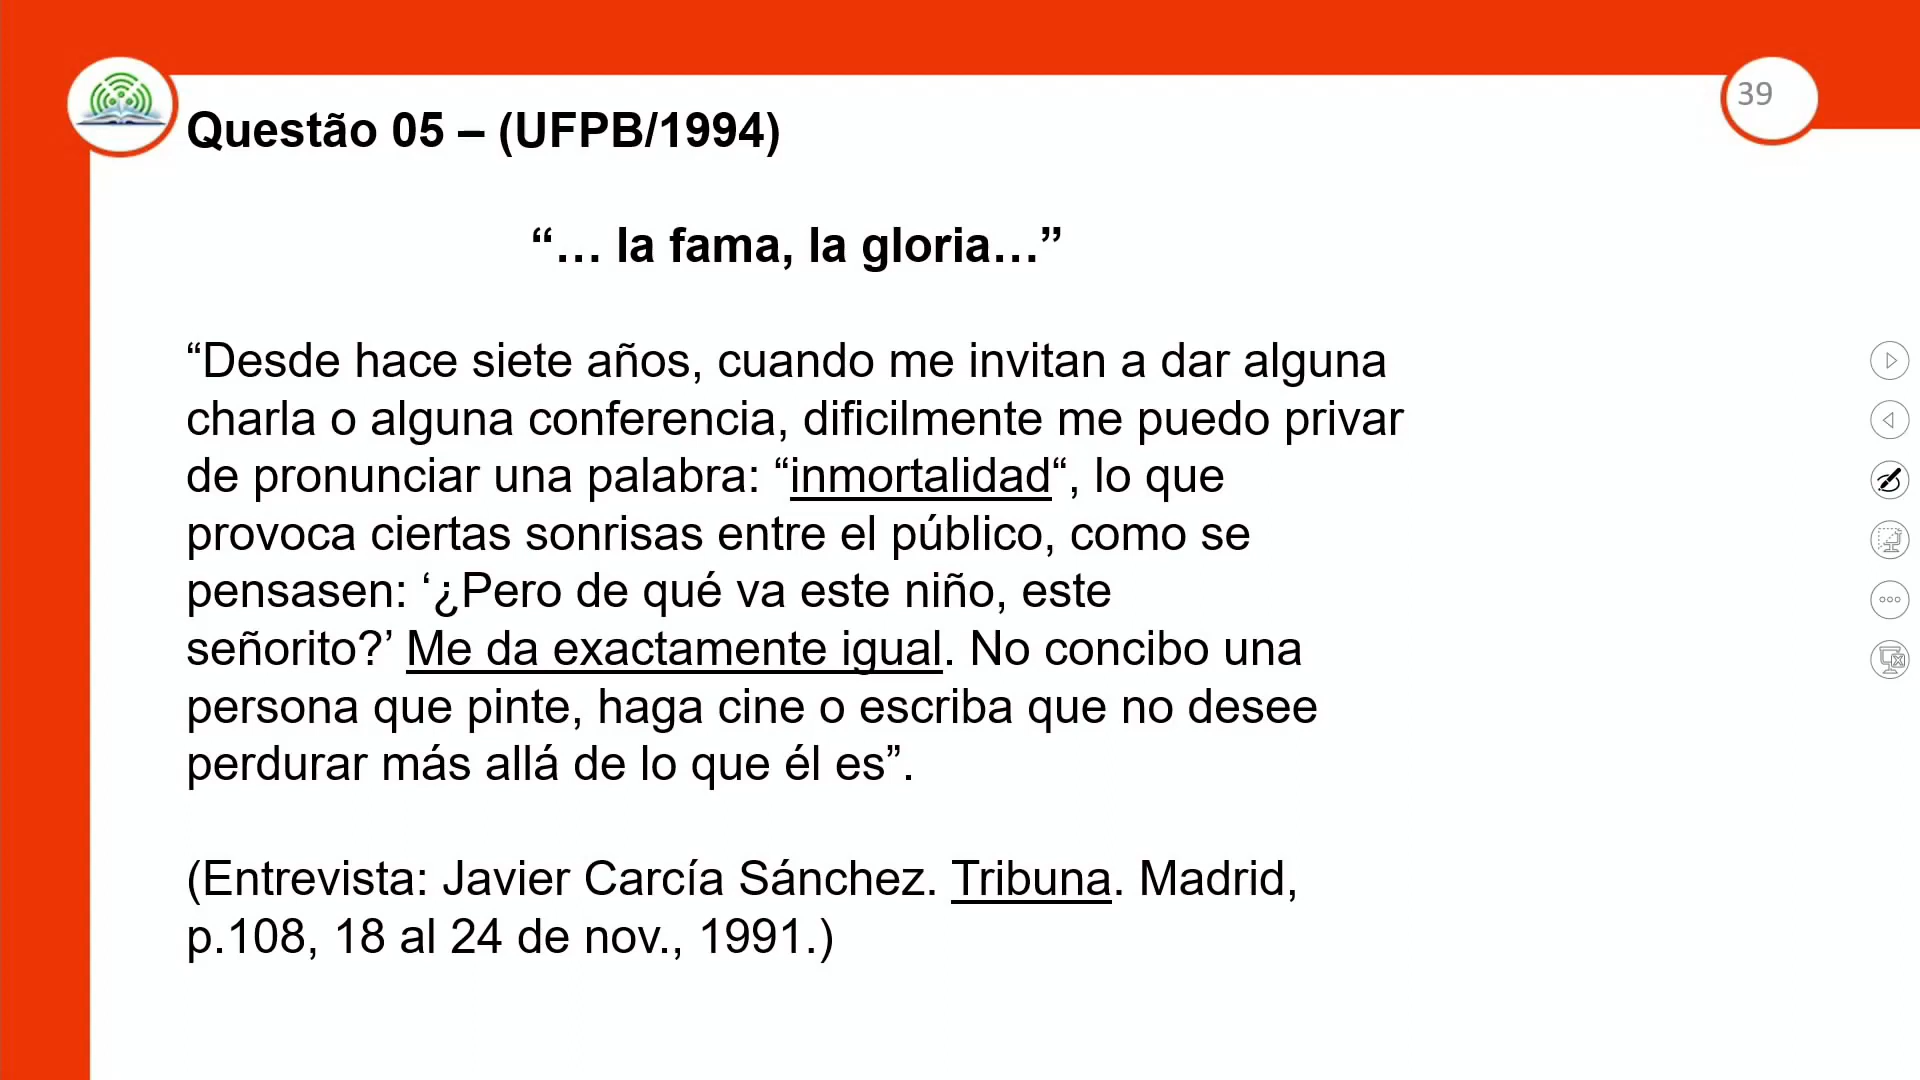 39
Questão 05 – (UFPB/1994)
“… la fama, la gloria…”
“Desde hace siete años, cuando me invitan a dar alguna
charla o alguna conferencia, dificilmente me puedo privar
de pronunciar una palabra: “inmortalidad“, lo que
provoca ciertas sonrisas entre el público, como se
pensasen: ‘¿Pero de qué va este niño, este
señorito?’ Me da exactamente igual. No concibo una
persona que pinte, haga cine o escriba que no desee
perdurar más allá de lo que él es”.
(Entrevista: Javier Carcía Sánchez. Tribuna. Madrid,
p.108, 18 al 24 de nov., 1991.)